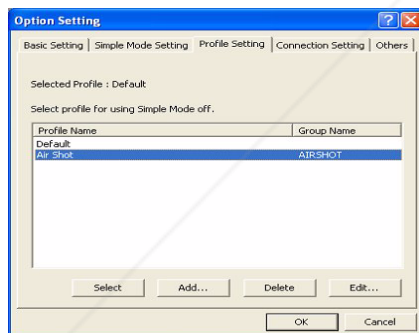 Option Setting
Basic Setting Simple Mode Setting Profile Setting Connection Setting Others
Selected Profile : Default
Select profile for using Simple Mode off.
Profile Name Group Name
Default
Air Shot AIRSHOT
Select Add... Delete Edit...
OK Cancel